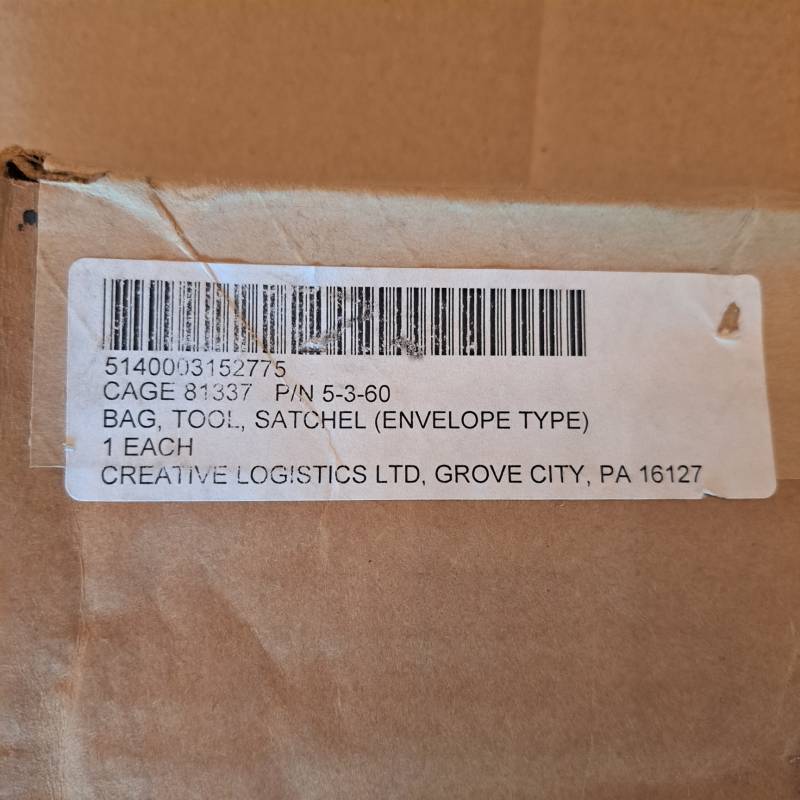 5140003152775
CAGE 81337 P/N 5-3-60
BAG, TOOL, SATCHEL (ENVELOPE TYPE)
1 EACH
CREATIVE LOGISTICS LTD, GROVE CITY, PA 16127